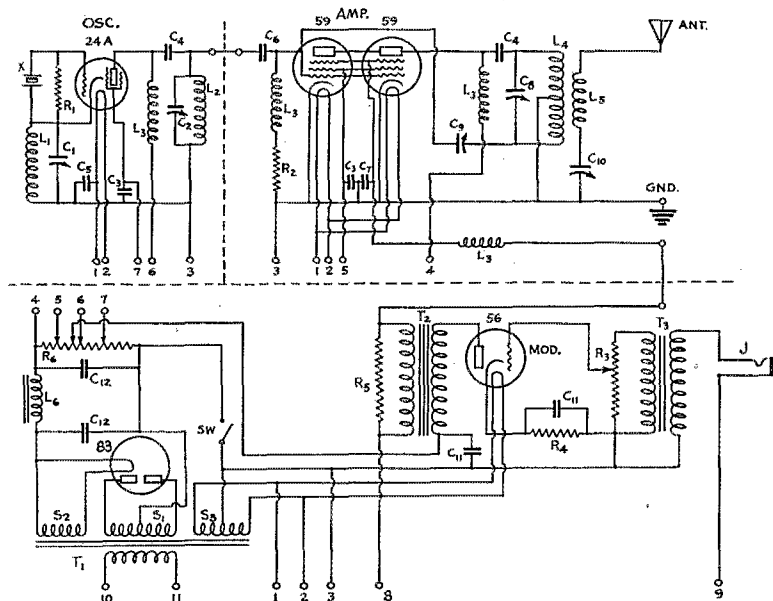 OSC.
24A
AMP.
59 59
ANT.
X
R1
L1
C1
C5
C3
L3
C4
C2
L2
C6
L3
R2
C3 C7
C9
L3
C4
C8
L4
L5
C10
GND.
L3
1 2 7 6 3
3 1 2 5 4
4 5 6 7
R6
C12
L6
C12
83
SW
S2 S1 S3
T1
10 11
T2
R5
56
MOD.
C11
C11
R4
R3
T3
J
1 2 3 8 9